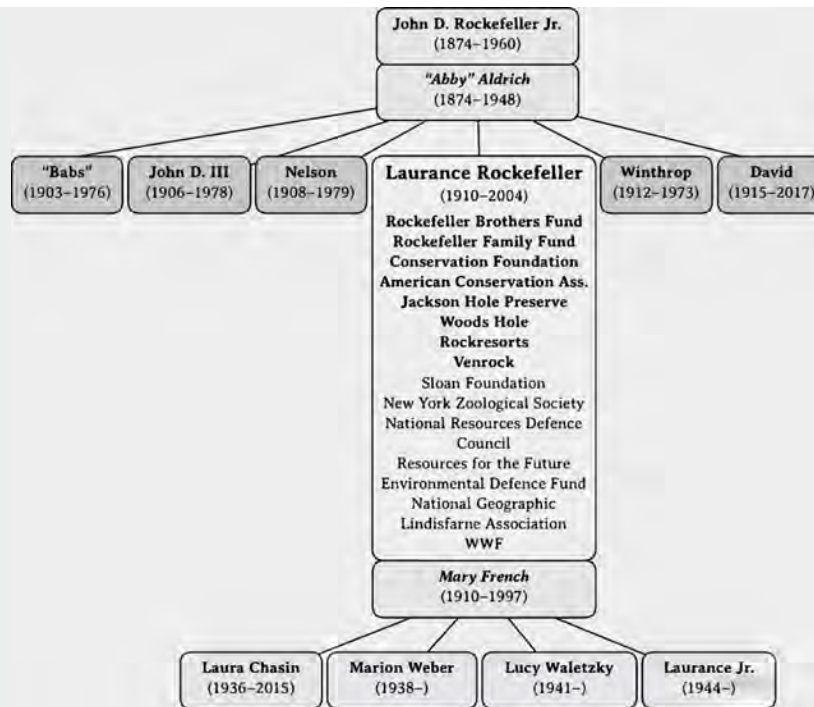 John D. Rockefeller Jr.
(1874–1960)
"Abby" Aldrich
(1874–1948)
"Babs"
(1903–1976)
John D. III
(1906–1978)
Nelson
(1908–1979)
Laurance Rockefeller
(1910–2004)
Rockefeller Brothers Fund
Rockefeller Family Fund
Conservation Foundation
American Conservation Ass.
Jackson Hole Preserve
Woods Hole
Rockresorts
Venrock
Sloan Foundation
New York Zoological Society
National Resources Defence
Council
Resources for the Future
Environmental Defence Fund
National Geographic
Lindisfarne Association
WWF
Winthrop
(1912–1973)
David
(1915–2017)
Mary French
(1910–1997)
Laura Chasin
(1936–2015)
Marion Weber
(1938–)
Lucy Waletzky
(1941–)
Laurance Jr.
(1944–)